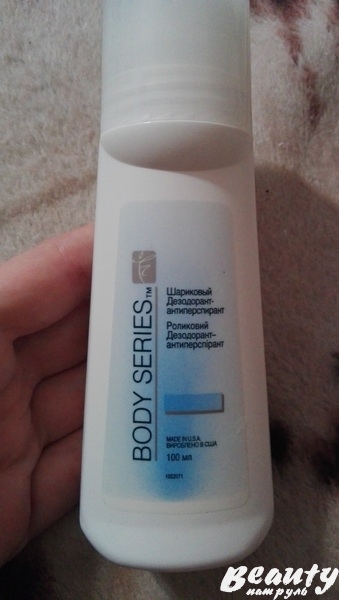 BODY SERIES™
Шариковый
Дезодорант-
антиперспирант
Роликовий
Дезодорант-
антиперспірант
MADE IN U.S.A.
ВИРОБЛЕНО В США
100 мл
Beauty
патруль